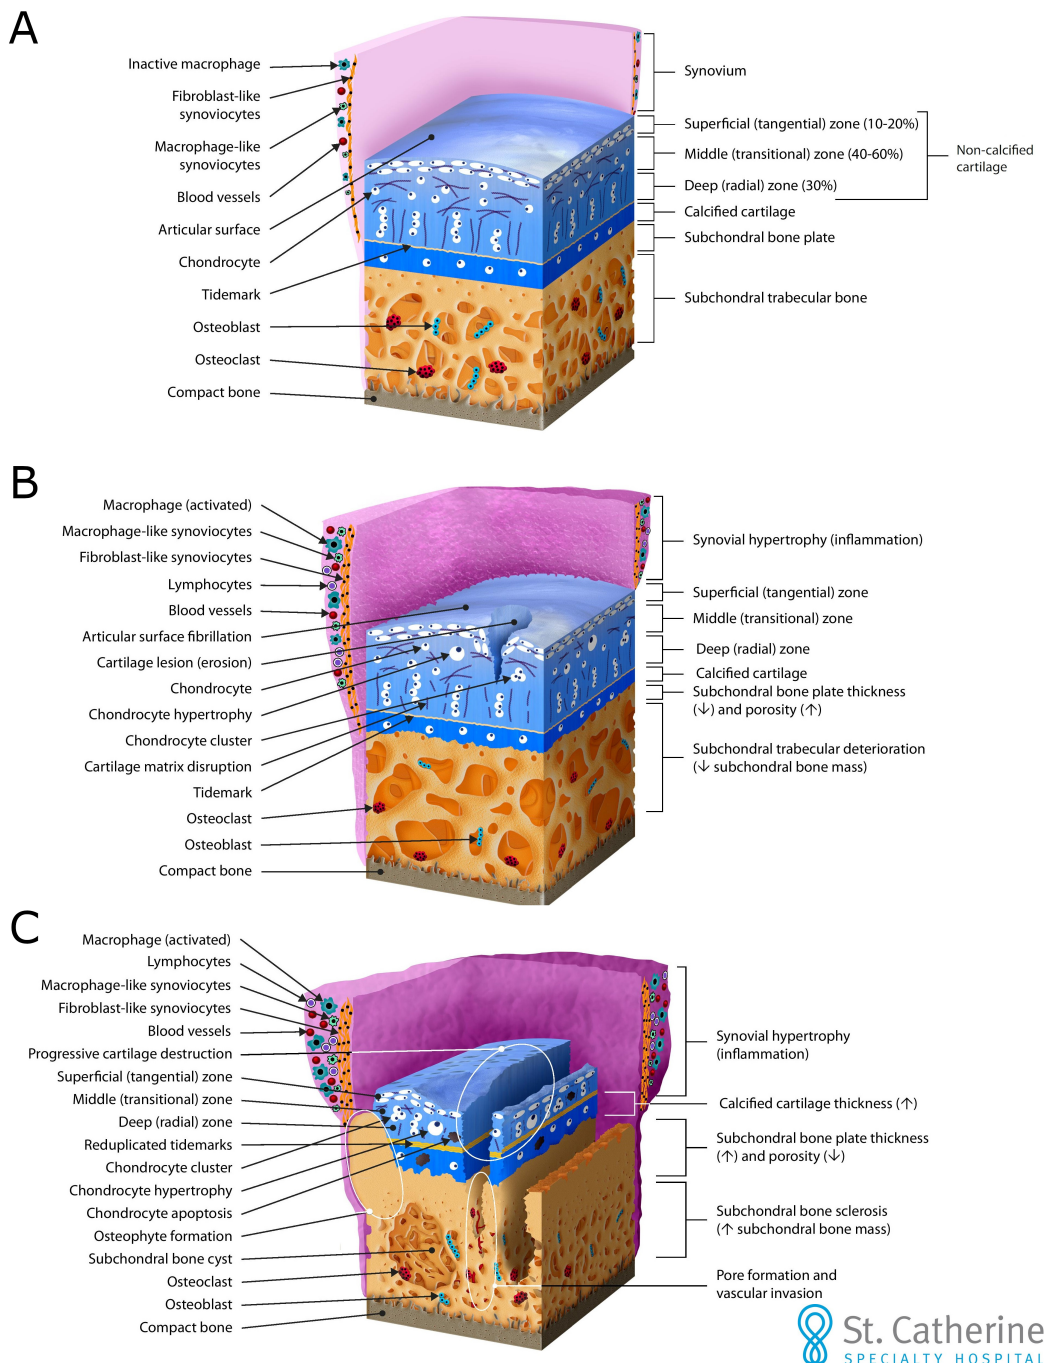 A
Inactive macrophage
Fibroblast-like
synoviocytes
Macrophage-like
synoviocytes
Blood vessels
Articular surface
Chondrocyte
Tidemark
Osteoblast
Osteoclast
Compact bone
Synovium
Superficial (tangential) zone (10-20%)
Middle (transitional) zone (40-60%)
Deep (radial) zone (30%)
Calcified cartilage
Subchondral bone plate
Subchondral trabecular bone
Non-calcified
cartilage
B
Macrophage (activated)
Macrophage-like synoviocytes
Fibroblast-like synoviocytes
Lymphocytes
Blood vessels
Articular surface fibrillation
Cartilage lesion (erosion)
Chondrocyte
Chondrocyte hypertrophy
Chondrocyte cluster
Cartilage matrix disruption
Tidemark
Osteoclast
Osteoblast
Compact bone
Synovial hypertrophy (inflammation)
Superficial (tangential) zone
Middle (transitional) zone
Deep (radial) zone
Calcified cartilage
Subchondral bone plate thickness
(↓) and porosity (↑)
Subchondral trabecular deterioration
(↓ subchondral bone mass)
C
Macrophage (activated)
Lymphocytes
Macrophage-like synoviocytes
Fibroblast-like synoviocytes
Blood vessels
Progressive cartilage destruction
Superficial (tangential) zone
Middle (transitional) zone
Deep (radial) zone
Reduplicated tidemarks
Chondrocyte cluster
Chondrocyte hypertrophy
Chondrocyte apoptosis
Osteophyte formation
Subchondral bone cyst
Osteoclast
Osteoblast
Compact bone
Synovial hypertrophy
(inflammation)
Calcified cartilage thickness (↑)
Subchondral bone plate thickness
(↑) and porosity (↓)
Subchondral bone sclerosis
(↑ subchondral bone mass)
Pore formation and
vascular invasion
St. Catherine
SPECIALTY HOSPITAL